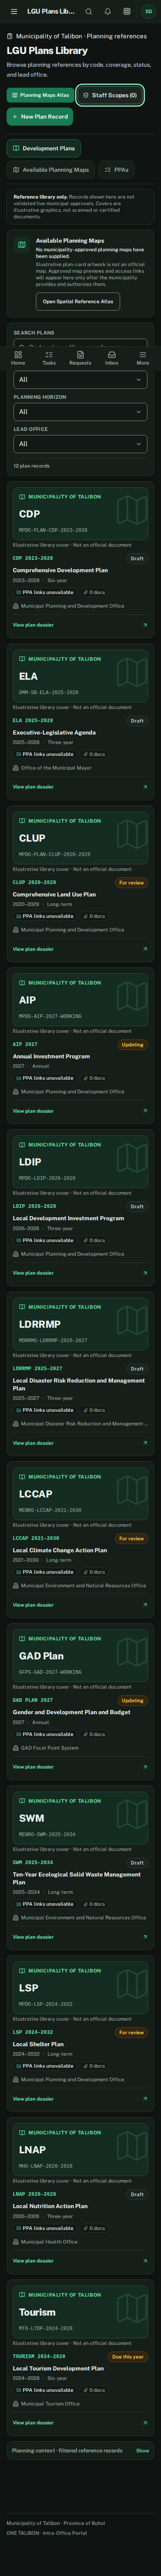 LGU Plans Lib...
SD
Municipality of Talibon · Planning references
LGU Plans Library
Browse planning references by code, coverage, status, and lead office.
Planning Maps Atlas
Staff Scopes (0)
New Plan Record
Development Plans
Available Planning Maps
PPAs
Reference library only. Records shown here are not validated municipal approvals. Covers are illustrative graphics, not scanned or certified documents.
Available Planning Maps
No municipality-approved planning maps have been supplied.
Illustrative plan-card artwork is not an official map. Approved map previews and access links will appear here with their maturity, effective date, provenance, and originating office.
Open Spatial Reference Atlas
SEARCH PLANS
Home
Tasks
Requests
Inbox
More
All
PLANNING HORIZON
All
LEAD OFFICE
All
12 plan records
MUNICIPALITY OF TALIBON
CDP
MPDO-PLAN-CDP-2023-2028
Illustrative library cover · Not an official document
CDP 2023–2028
Draft
Comprehensive Development Plan
2023–2028 · Six-year
PPA links unavailable
0 docs
Municipal Planning and Development Office
View plan dossier
MUNICIPALITY OF TALIBON
ELA
OMM-SB-ELA-2025-2028
Illustrative library cover · Not an official document
ELA 2025–2028
Draft
Executive-Legislative Agenda
2025–2028 · Three-year
PPA links unavailable
0 docs
Office of the Municipal Mayor
View plan dossier
MUNICIPALITY OF TALIBON
CLUP
MPDO-PLAN-CLUP-2020-2029
Illustrative library cover · Not an official document
CLUP 2020–2029
For review
Comprehensive Land Use Plan
2020–2029 · Long-term
PPA links unavailable
0 docs
Municipal Planning and Development Office
View plan dossier
MUNICIPALITY OF TALIBON
AIP
MPDO-AIP-2027-WORKING
Illustrative library cover · Not an official document
AIP 2027
Updating
Annual Investment Program
2027 · Annual
PPA links unavailable
0 docs
Municipal Planning and Development Office
View plan dossier
MUNICIPALITY OF TALIBON
LDIP
MPDO-LDIP-2026-2028
Illustrative library cover · Not an official document
LDIP 2026–2028
Draft
Local Development Investment Program
2026–2028 · Three-year
PPA links unavailable
0 docs
Municipal Planning and Development Office
View plan dossier
MUNICIPALITY OF TALIBON
LDRRMP
MDRRMO-LDRRMP-2025-2027
Illustrative library cover · Not an official document
LDRRMP 2025–2027
Draft
Local Disaster Risk Reduction and Management Plan
2025–2027 · Three-year
PPA links unavailable
0 docs
Municipal Disaster Risk Reduction and Management ...
View plan dossier
MUNICIPALITY OF TALIBON
LCCAP
MENRO-LCCAP-2021-2030
Illustrative library cover · Not an official document
LCCAP 2021–2030
For review
Local Climate Change Action Plan
2021–2030 · Long-term
PPA links unavailable
0 docs
Municipal Environment and Natural Resources Office
View plan dossier
MUNICIPALITY OF TALIBON
GAD Plan
GFPS-GAD-2027-WORKING
Illustrative library cover · Not an official document
GAD PLAN 2027
Updating
Gender and Development Plan and Budget
2027 · Annual
PPA links unavailable
0 docs
GAD Focal Point System
View plan dossier
MUNICIPALITY OF TALIBON
SWM
MENRO-SWM-2025-2034
Illustrative library cover · Not an official document
SWM 2025–2034
Draft
Ten-Year Ecological Solid Waste Management Plan
2025–2034 · Long-term
PPA links unavailable
0 docs
Municipal Environment and Natural Resources Office
View plan dossier
MUNICIPALITY OF TALIBON
LSP
MPDO-LSP-2024-2032
Illustrative library cover · Not an official document
LSP 2024–2032
For review
Local Shelter Plan
2024–2032 · Long-term
PPA links unavailable
0 docs
Municipal Planning and Development Office
View plan dossier
MUNICIPALITY OF TALIBON
LNAP
MHO-LNAP-2026-2028
Illustrative library cover · Not an official document
LNAP 2026–2028
Draft
Local Nutrition Action Plan
2026–2028 · Three-year
PPA links unavailable
0 docs
Municipal Health Office
View plan dossier
MUNICIPALITY OF TALIBON
Tourism
MTO-LTDP-2024-2028
Illustrative library cover · Not an official document
TOURISM 2024–2028
Due this year
Local Tourism Development Plan
2024–2028 · Six-year
PPA links unavailable
0 docs
Municipal Tourism Office
View plan dossier
Planning context · filtered reference records
Show
Municipality of Talibon · Province of Bohol
ONE TALIBON · Intra-Office Portal